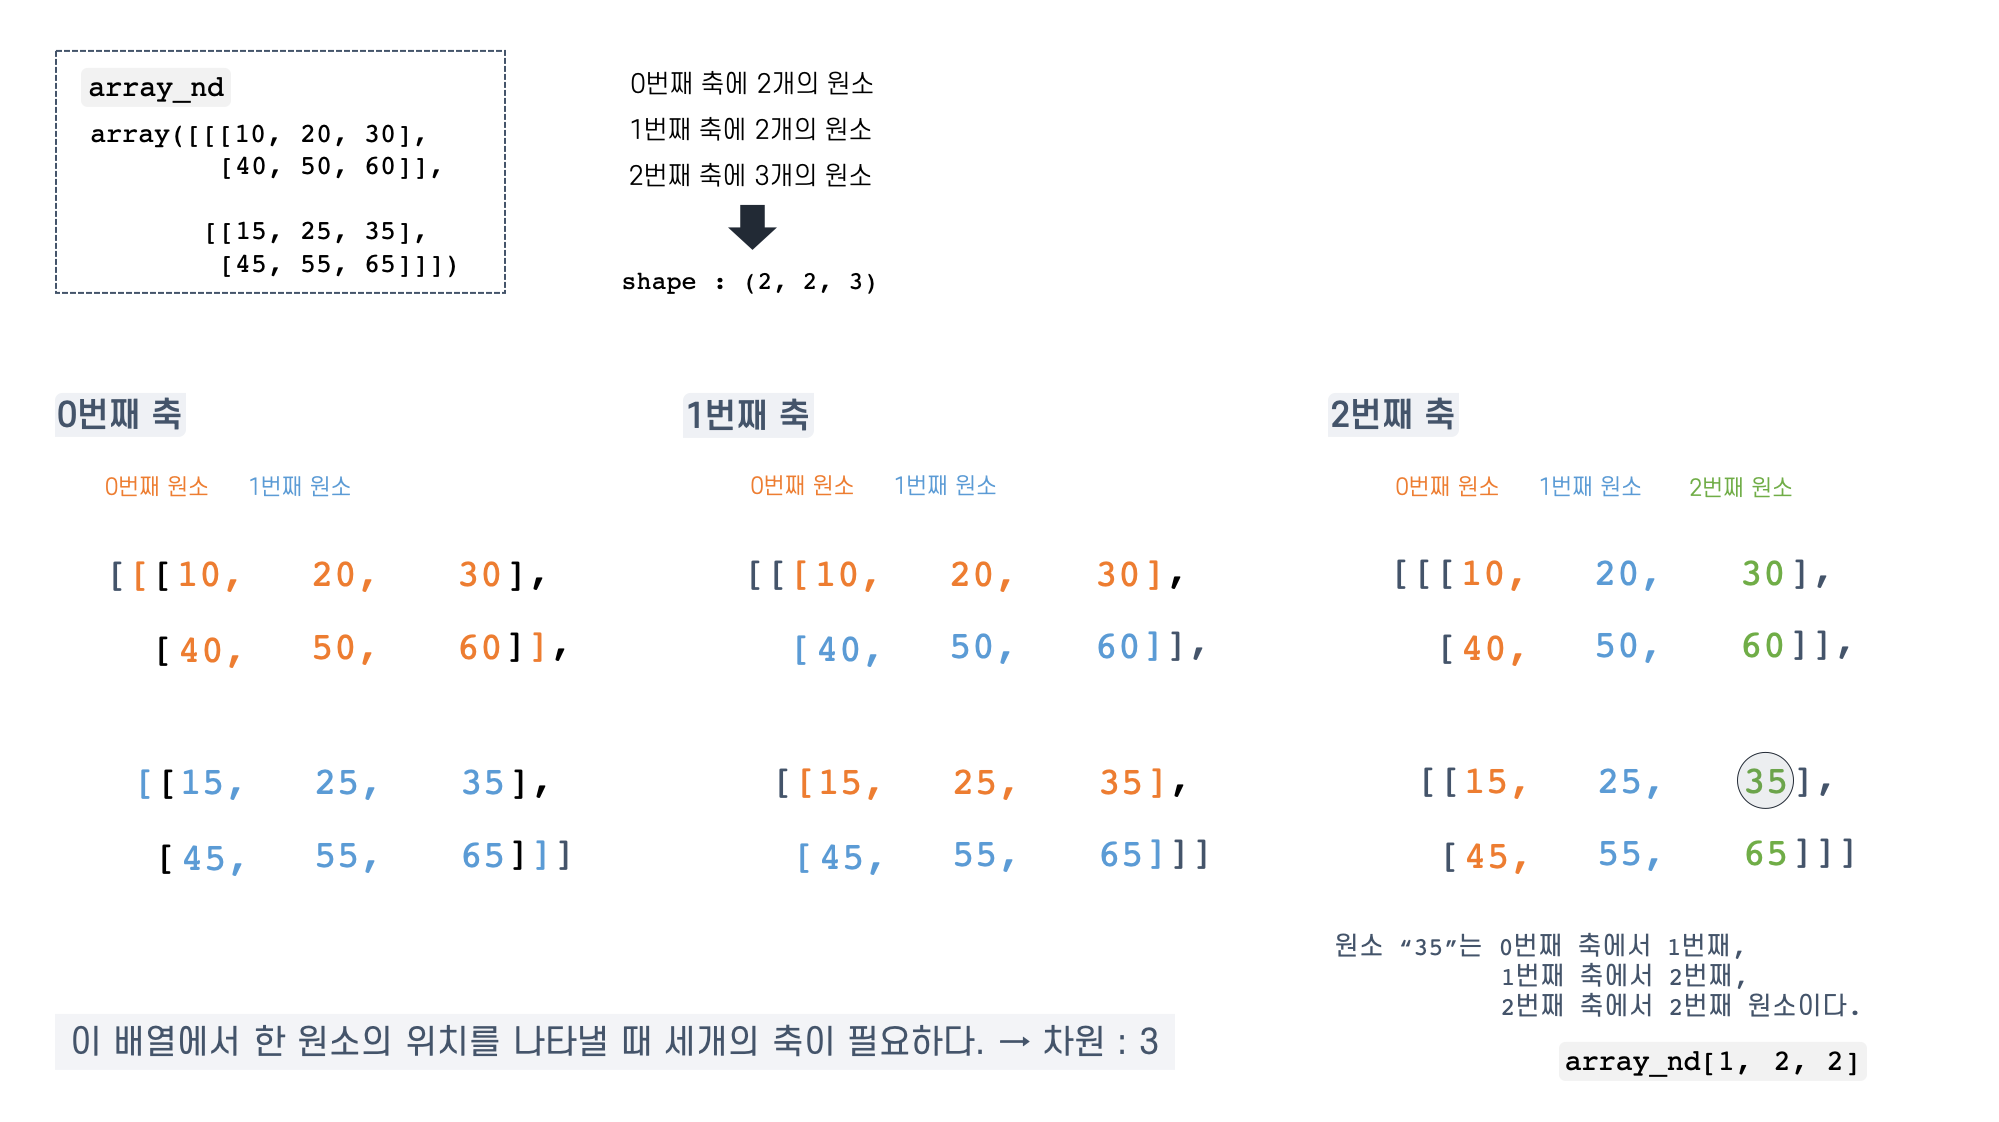 array_nd
array([[[10, 20, 30],
[40, 50, 60]],
[[15, 25, 35],
[45, 55, 65]]])
0번째 축에 2개의 원소
1번째 축에 2개의 원소
2번째 축에 3개의 원소
shape : (2, 2, 3)
0번째 축
0번째 원소 1번째 원소
[[[10, 20, 30],
[40, 50, 60]],
[[15, 25, 35],
[45, 55, 65]]]
1번째 축
0번째 원소 1번째 원소
[[[10, 20, 30],
[40, 50, 60]],
[[15, 25, 35],
[45, 55, 65]]]
2번째 축
0번째 원소 1번째 원소 2번째 원소
[[[10, 20, 30],
[40, 50, 60]],
[[15, 25, 35],
[45, 55, 65]]]
원소 “35”는 0번째 축에서 1번째,
1번째 축에서 2번째,
2번째 축에서 2번째 원소이다.
array_nd[1, 2, 2]
이 배열에서 한 원소의 위치를 나타낼 때 세개의 축이 필요하다. → 차원 : 3